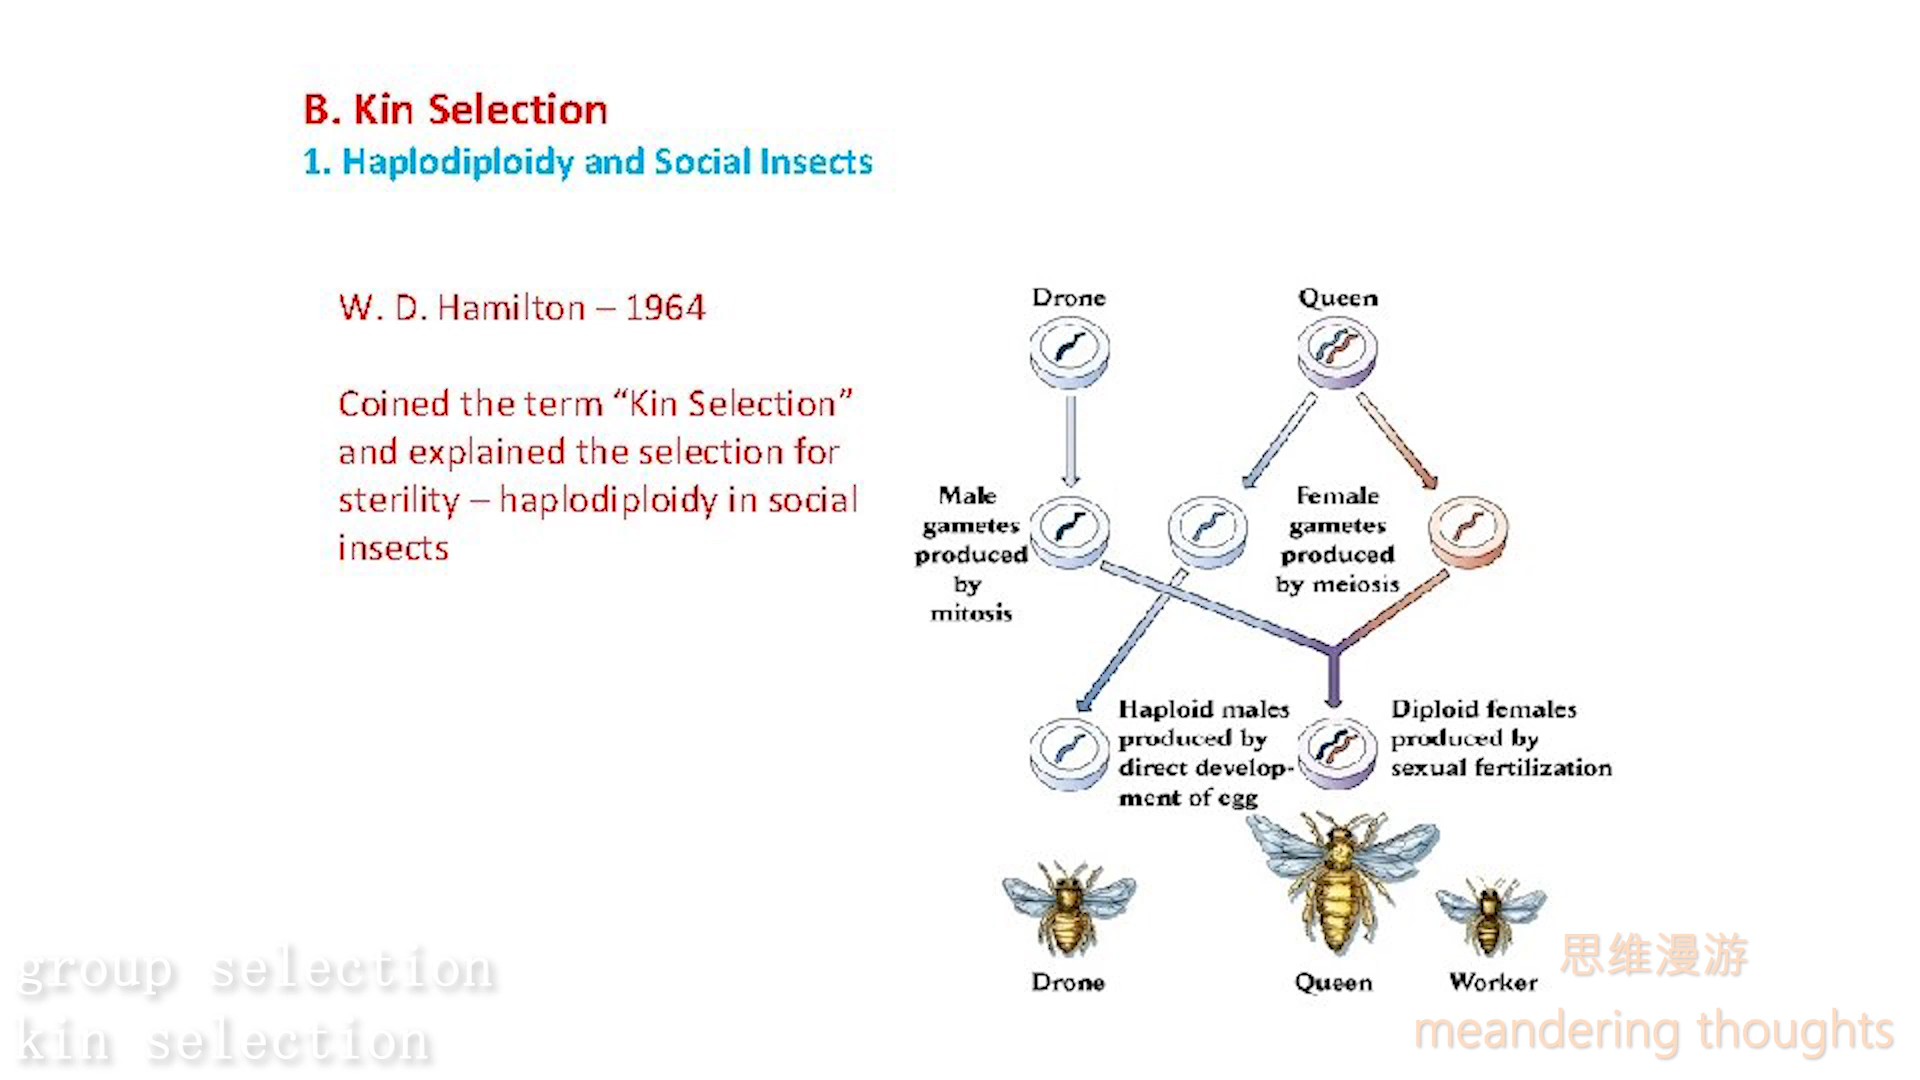 B. Kin Selection
1. Haplodiploidy and Social Insects
W. D. Hamilton – 1964
Coined the term “Kin Selection”
and explained the selection for
sterility – haplodiploidy in social
insects
Drone
Queen
Male
gametes
produced
by
mitosis
Female
gametes
produced
by meiosis
Haploid males
produced by
direct develop-
ment of egg
Diploid females
produced by
sexual fertilization
Drone
Queen
Worker
group selection
kin selection
思维漫游
meandering thoughts